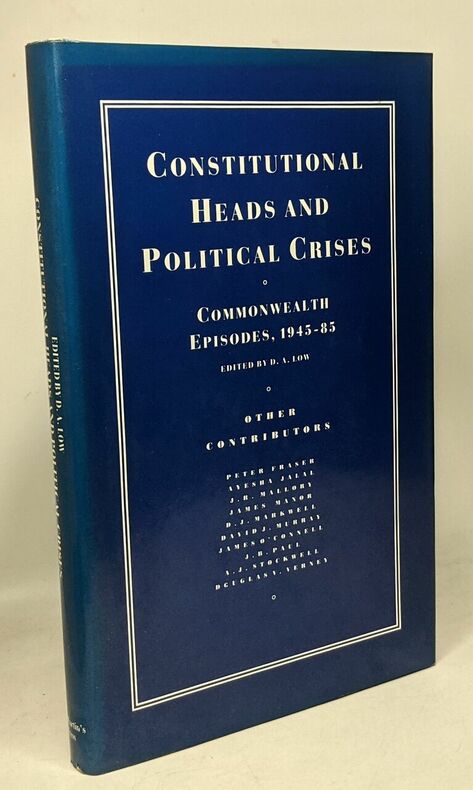 CONSTITUTIONAL
HEADS AND
POLITICAL CRISES
COMMONWEALTH
EPISODES, 1945-85
EDITED BY D. A. LOW
OTHER
CONTRIBUTORS
PETER FRASER
AYESHA JALAL
J.R. MALLORY
JAMES MANOR
D.J. MARKWELL
DAVID J. MURRAY
JAMES O'CONNELL
J.B. PAUL
A.J. STOCKWELL
DOUGLAS V. VERNEY
CONSTITUTIONAL HEADS AND POLITICAL CRISES
EDITED BY D. A. LOW